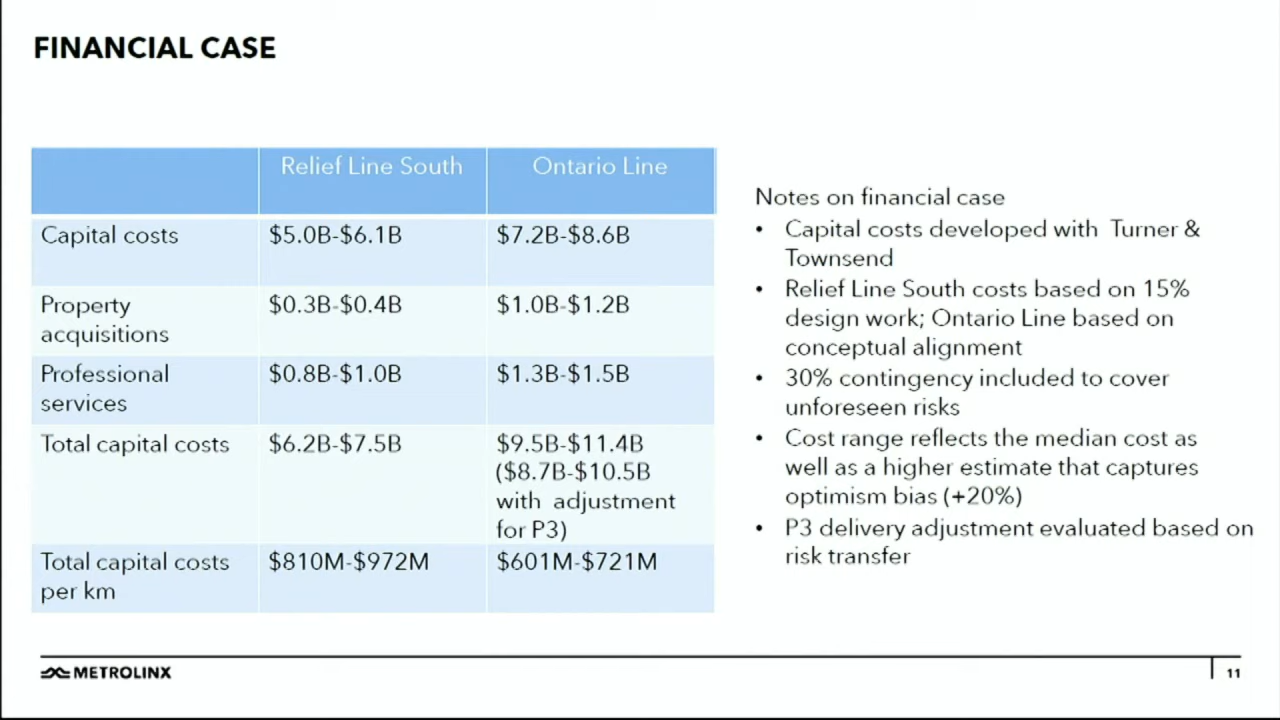 FINANCIAL CASE
Relief Line South
Ontario Line
Capital costs
$5.0B-$6.1B
$7.2B-$8.6B
Property
acquisitions
$0.3B-$0.4B
$1.0B-$1.2B
Professional
services
$0.8B-$1.0B
$1.3B-$1.5B
Total capital costs
$6.2B-$7.5B
$9.5B-$11.4B
($8.7B-$10.5B
with adjustment
for P3)
Total capital costs
per km
$810M-$972M
$601M-$721M
Notes on financial case
• Capital costs developed with Turner &
Townsend
• Relief Line South costs based on 15%
design work; Ontario Line based on
conceptual alignment
• 30% contingency included to cover
unforeseen risks
• Cost range reflects the median cost as
well as a higher estimate that captures
optimism bias (+20%)
• P3 delivery adjustment evaluated based on
risk transfer
METROLINX
11